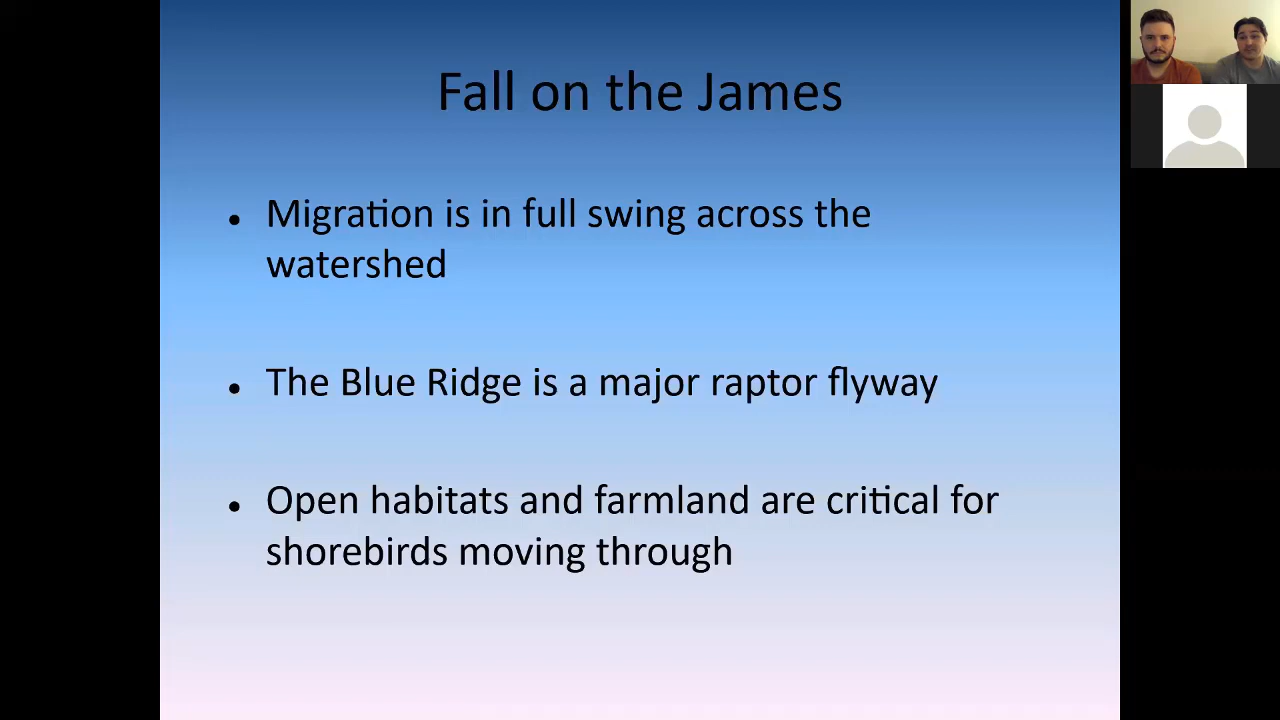 Fall on the James
• Migration is in full swing across the
watershed
• The Blue Ridge is a major raptor flyway
• Open habitats and farmland are critical for
shorebirds moving through